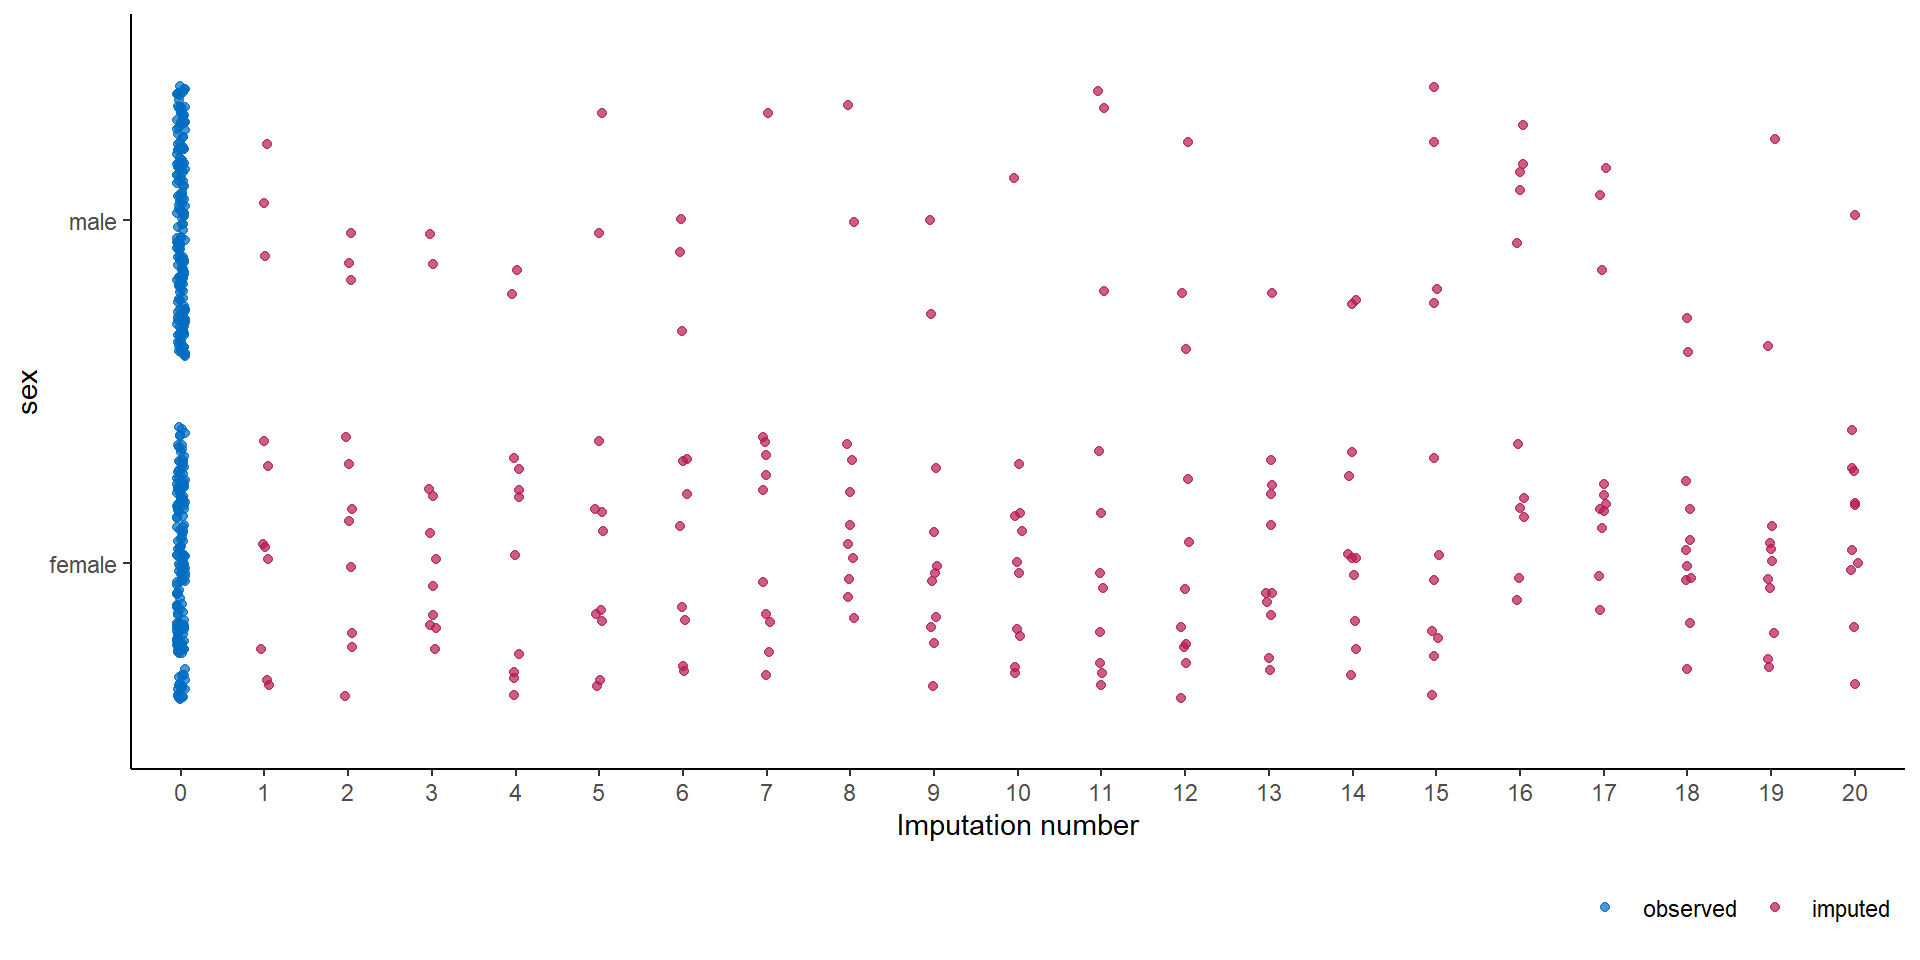 sex
male
female
0 1 2 3 4 5 6 7 8 9 10 11 12 13 14 15 16 17 18 19 20
Imputation number
observed imputed